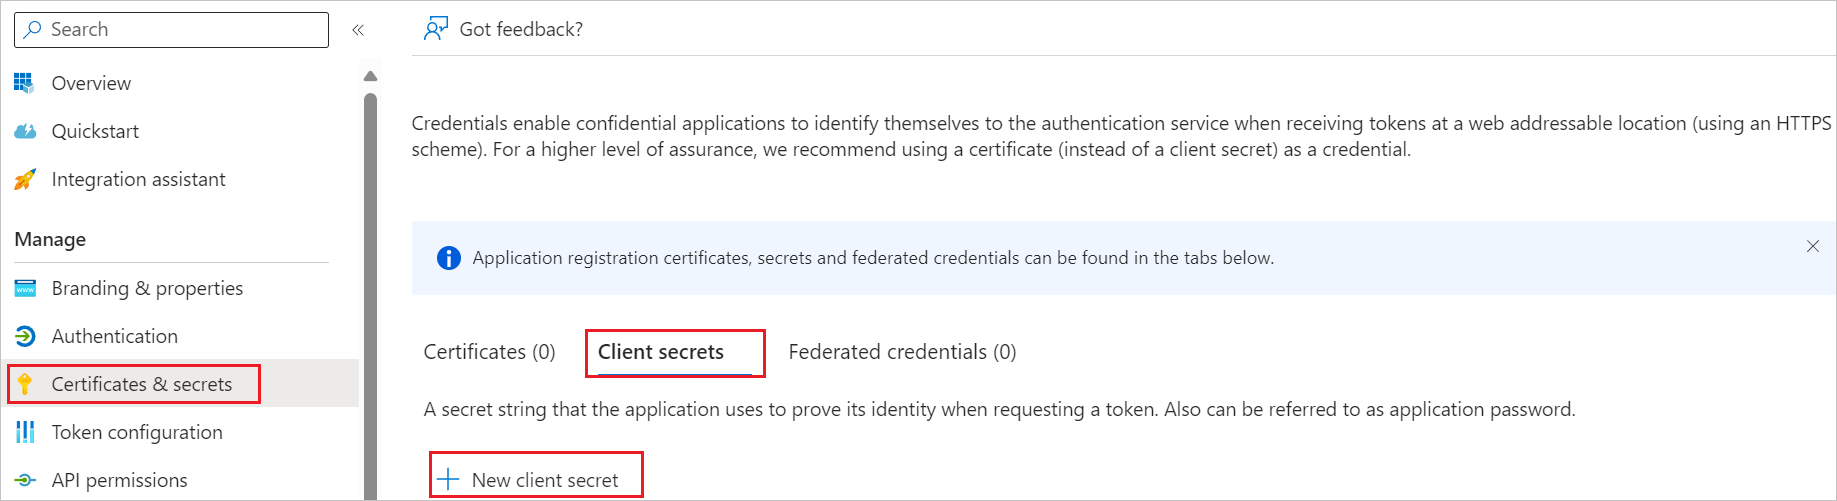 Search
«
Overview
Quickstart
Integration assistant
Manage
Branding & properties
Authentication
Certificates & secrets
Token configuration
API permissions
Got feedback?
Credentials enable confidential applications to identify themselves to the authentication service when receiving tokens at a web addressable location (using an HTTPS
scheme). For a higher level of assurance, we recommend using a certificate (instead of a client secret) as a credential.
Application registration certificates, secrets and federated credentials can be found in the tabs below.
Certificates (0) Client secrets Federated credentials (0)
A secret string that the application uses to prove its identity when requesting a token. Also can be referred to as application password.
New client secret